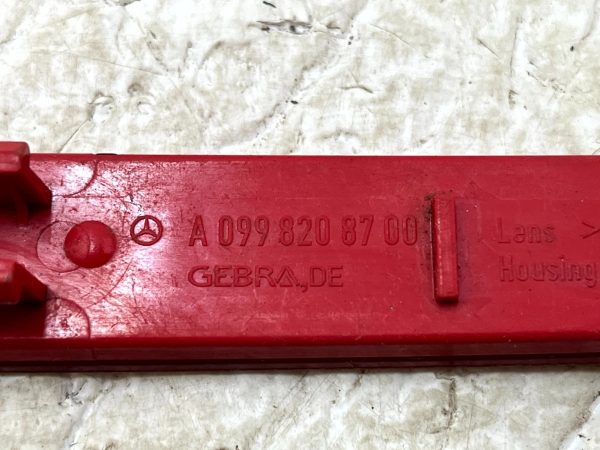 A 099 820 87 00
GEBRA, DE
Lens >
Housing